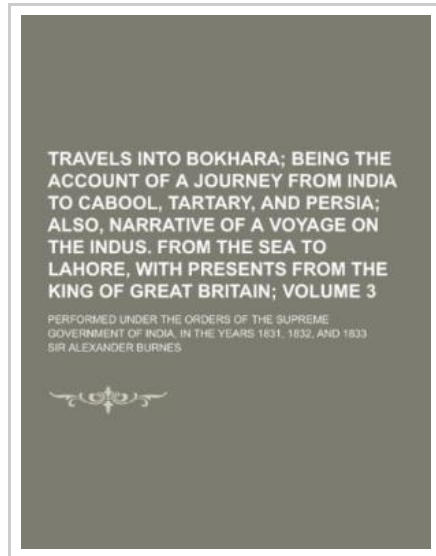 TRAVELS INTO BOKHARA; BEING THE
ACCOUNT OF A JOURNEY FROM INDIA
TO CABOOL, TARTARY, AND PERSIA;
ALSO, NARRATIVE OF A VOYAGE ON
THE INDUS. FROM THE SEA TO
LAHORE, WITH PRESENTS FROM THE
KING OF GREAT BRITAIN; VOLUME 3
PERFORMED UNDER THE ORDERS OF THE SUPREME
GOVERNMENT OF INDIA, IN THE YEARS 1831, 1832, AND 1833
SIR ALEXANDER BURNES